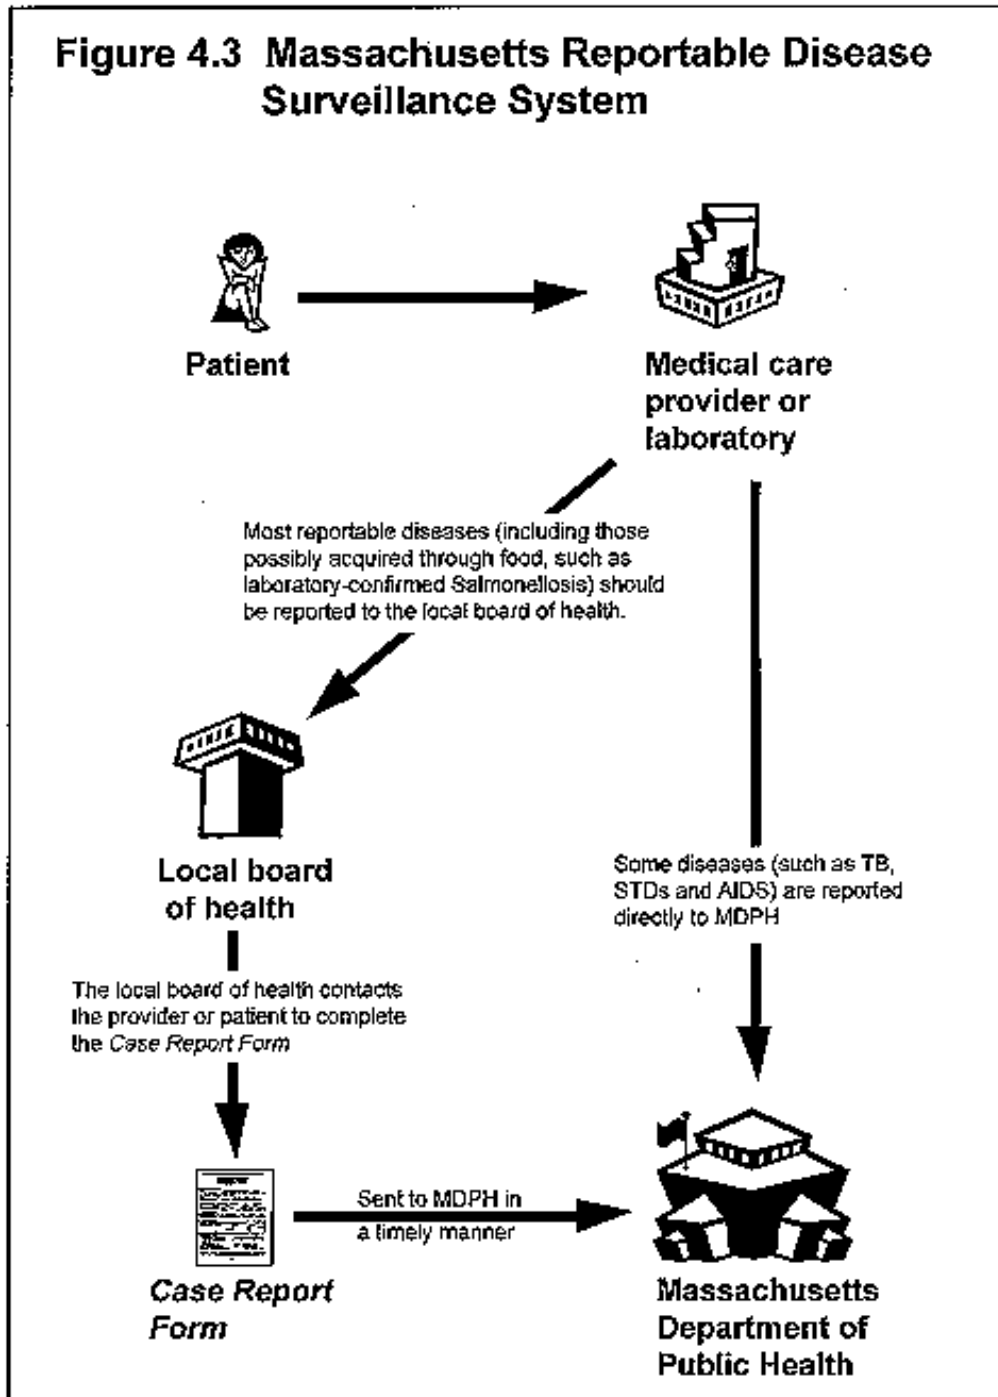 Figure 4.3 Massachusetts Reportable Disease
Surveillance System
Patient
Medical care
provider or
laboratory
Most reportable diseases (including those
possibly acquired through food, such as
laboratory-confirmed Salmonellosis) should
be reported to the local board of health.
Local board
of health
Some diseases (such as TB,
STDs and AIDS) are reported
directly to MDPH
The local board of health contacts
the provider or patient to complete
the Case Report Form
Sent to MDPH in
a timely manner
Case Report
Form
Massachusetts
Department of
Public Health